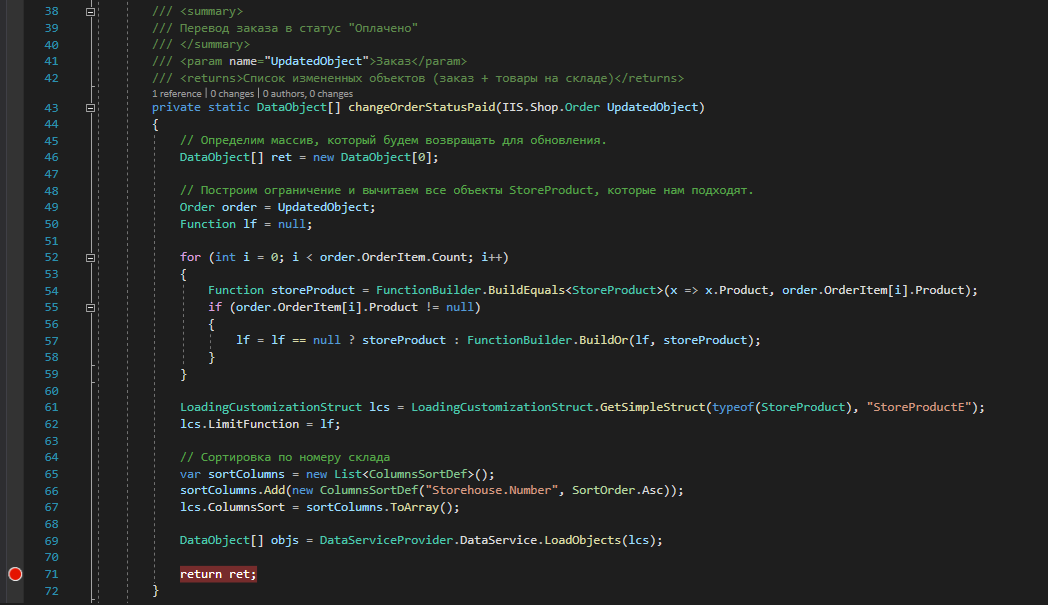 38 /// <summary>
39 /// Перевод заказа в статус "Оплачено"
40 /// </summary>
41 /// <param name="UpdatedObject">Заказ</param>
42 /// <returns>Список измененных объектов (заказ + товары на складе)</returns>
1 reference | 0 changes | 0 authors, 0 changes
43 private static DataObject[] changeOrderStatusPaid(IIS.Shop.Order UpdatedObject)
44 {
45 // Определим массив, который будем возвращать для обновления.
46 DataObject[] ret = new DataObject[0];
47
48 // Построим ограничение и вычитаем все объекты StoreProduct, которые нам подходят.
49 Order order = UpdatedObject;
50 Function lf = null;
51
52 for (int i = 0; i < order.OrderItem.Count; i++)
53 {
54 Function storeProduct = FunctionBuilder.BuildEquals<StoreProduct>(x => x.Product, order.OrderItem[i].Product);
55 if (order.OrderItem[i].Product != null)
56 {
57 lf = lf == null ? storeProduct : FunctionBuilder.BuildOr(lf, storeProduct);
58 }
59 }
60
61 LoadingCustomizationStruct lcs = LoadingCustomizationStruct.GetSimpleStruct(typeof(StoreProduct), "StoreProductE");
62 lcs.LimitFunction = lf;
63
64 // Сортировка по номеру склада
65 var sortColumns = new List<ColumnsSortDef>();
66 sortColumns.Add(new ColumnsSortDef("Storehouse.Number", SortOrder.Asc));
67 lcs.ColumnsSort = sortColumns.ToArray();
68
69 DataObject[] objs = DataServiceProvider.DataService.LoadObjects(lcs);
70
71 return ret;
72 }